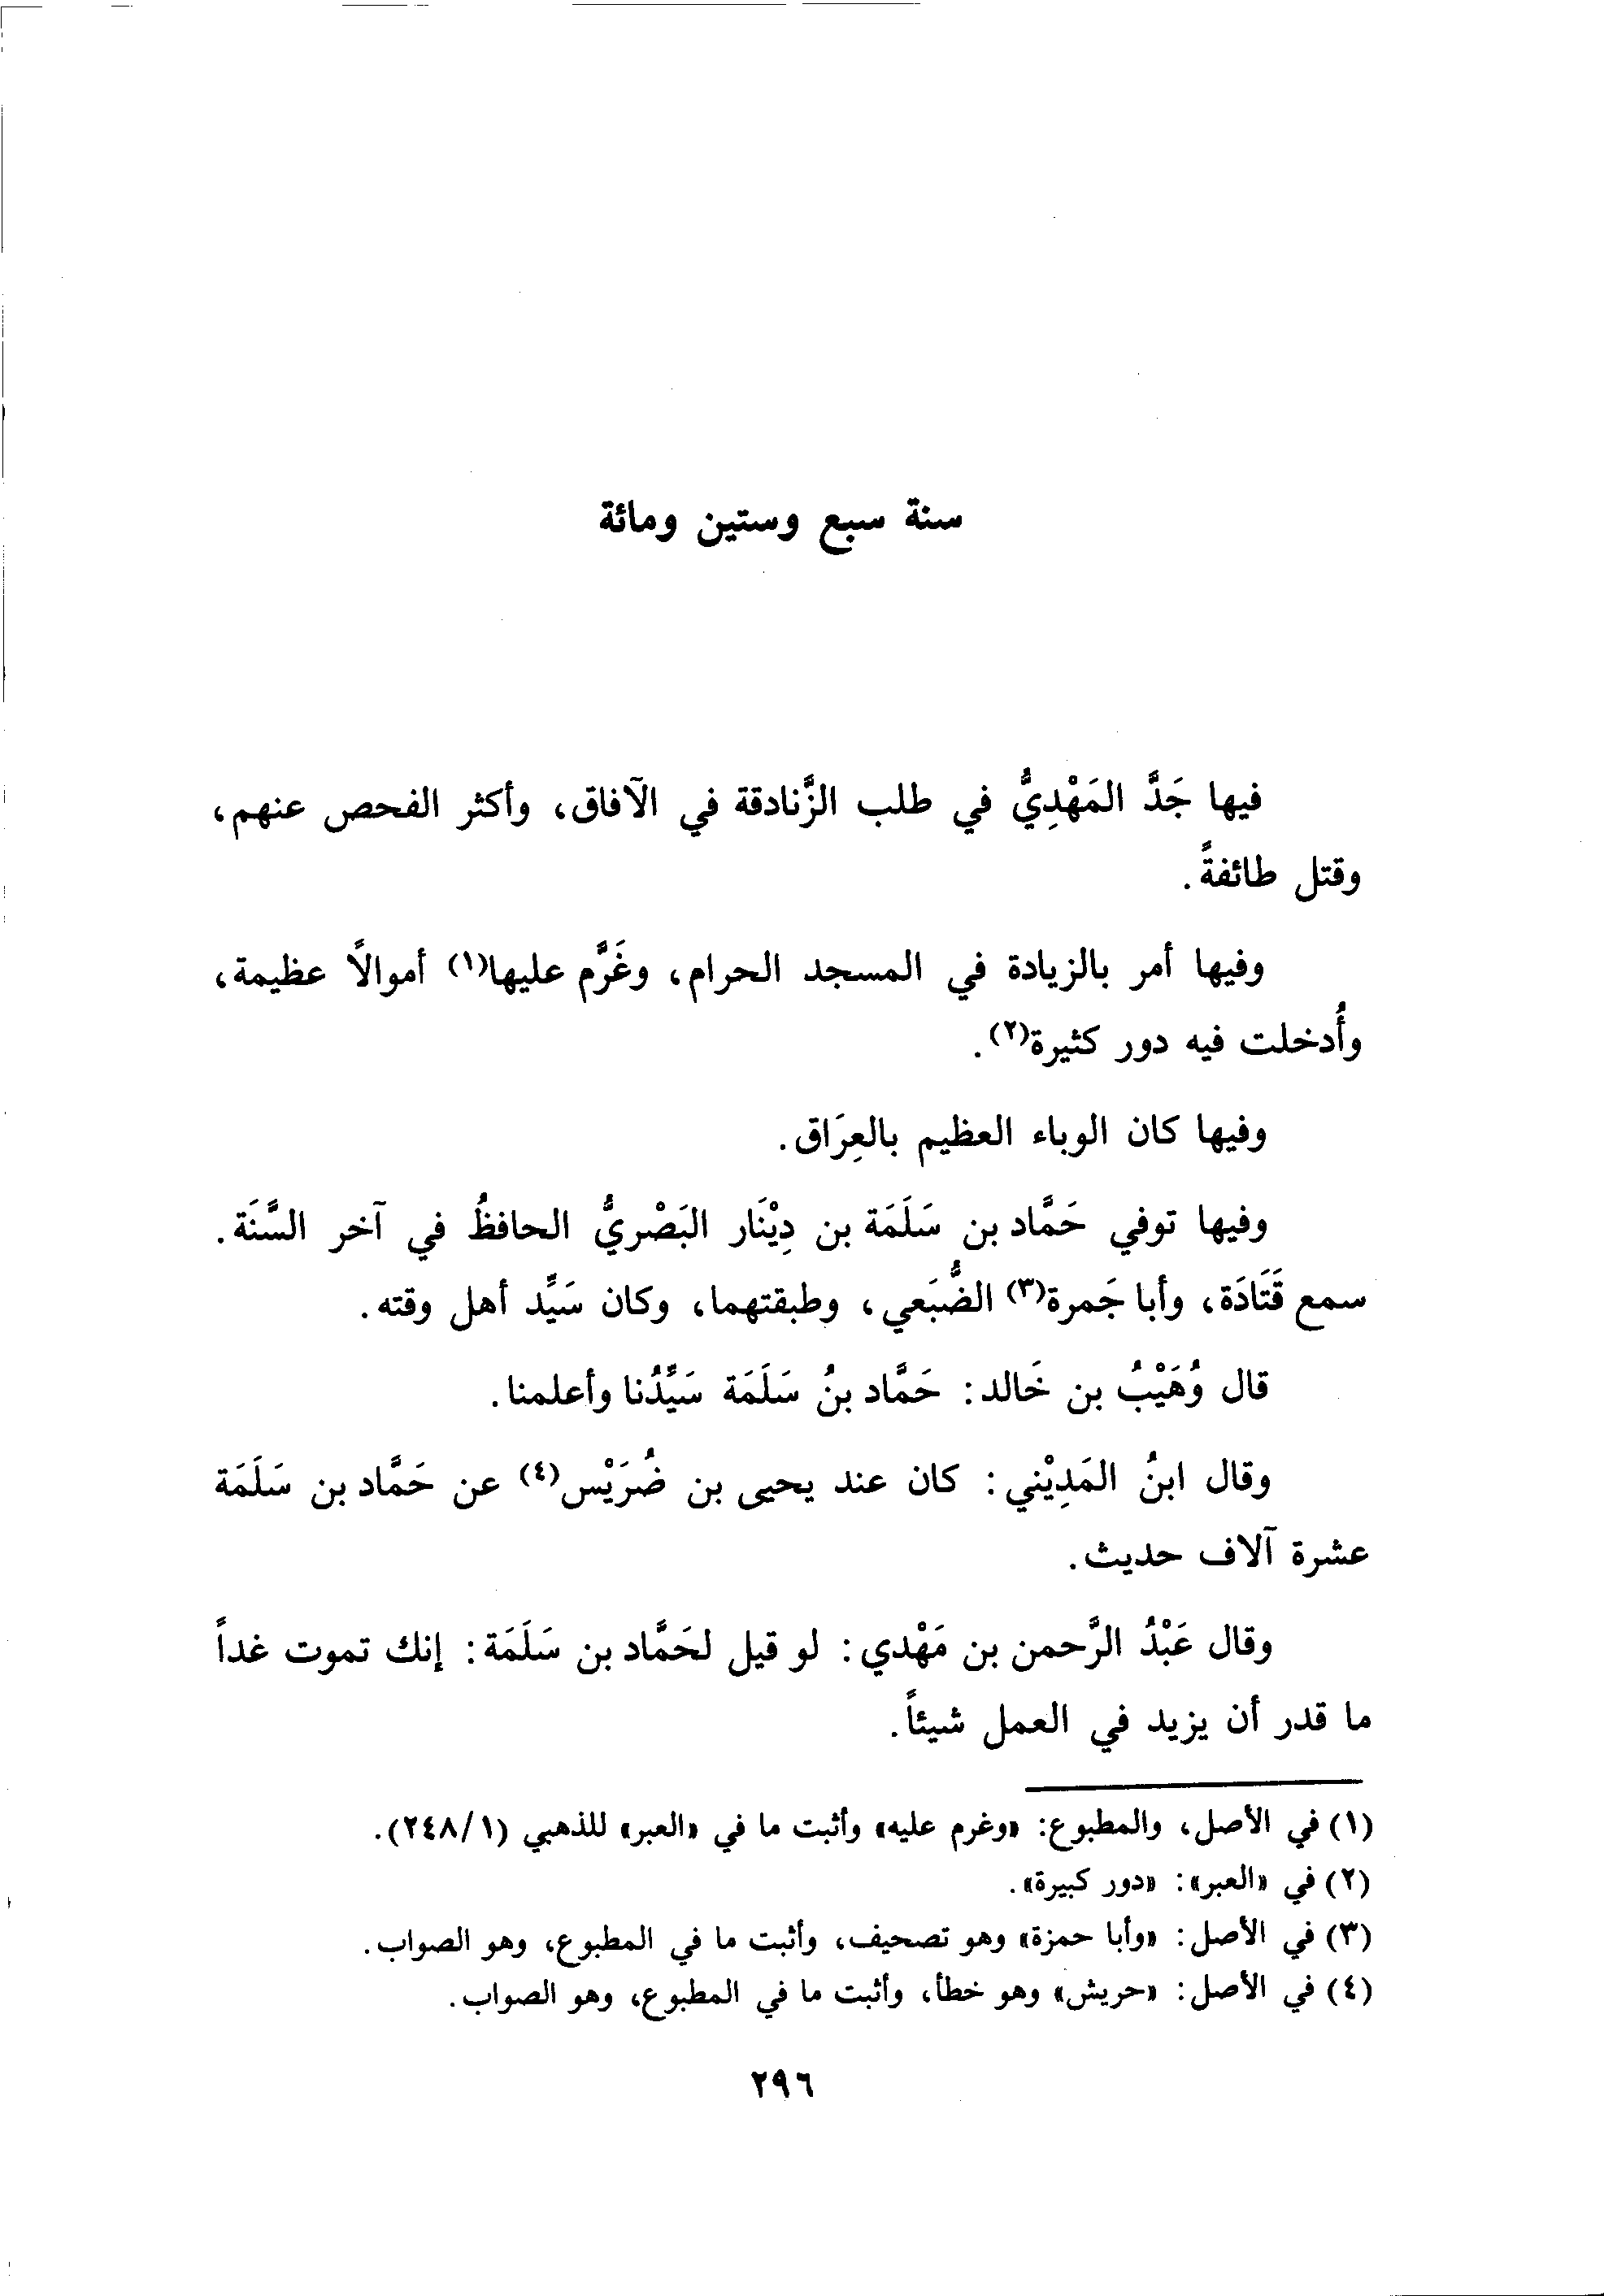 سنة سبع وستين ومائة
فيها جَدَّ المَهْدِيُّ في طلب الزَّنادقة في الآفاق، وأكثر الفحص عنهم،
وقتل طائفةً.
وفيها أمر بالزيادة في المسجد الحرام، وغَرَّم عليها(١) أموالاً عظيمة،
وأُدخلت فيه دور كثيرة(٢).
وفيها كان الوباء العظيم بالعِرَاق.
وفيها توفي حَمَّاد بن سَلَمَة بن دِيْنَار البَصْريُّ الحافظُ في آخر السَّنَة.
سمع قَتَادَة، وأبا جَمرة(٣) الضُّبَعي، وطبقتهما، وكان سَيِّد أهل وقته.
قال وُهَيْبُ بن خَالد: حَمَّاد بنُ سَلَمَة سَيِّدُنا وأعلمنا.
وقال ابنُ المَدِيْني: كان عند يحيى بن ضُرَيْس(٤) عن حَمَّاد بن سَلَمَة
عشرة آلاف حديث.
وقال عَبْدُ الرَّحمن بن مَهْدي: لو قيل لحَمَّاد بن سَلَمَة: إنك تموت غداً
ما قدر أن يزيد في العمل شيئاً.
(١) في الأصل، والمطبوع: «وغرم عليه» وأثبت ما في «العبر» للذهبي (١/٢٤٨).
(٢) في «العبر»: «دور كبيرة».
(٣) في الأصل: «وأبا حمزة» وهو تصحيف، وأثبت ما في المطبوع، وهو الصواب.
(٤) في الأصل: «حريش» وهو خطأ، وأثبت ما في المطبوع، وهو الصواب.
٢٩٦